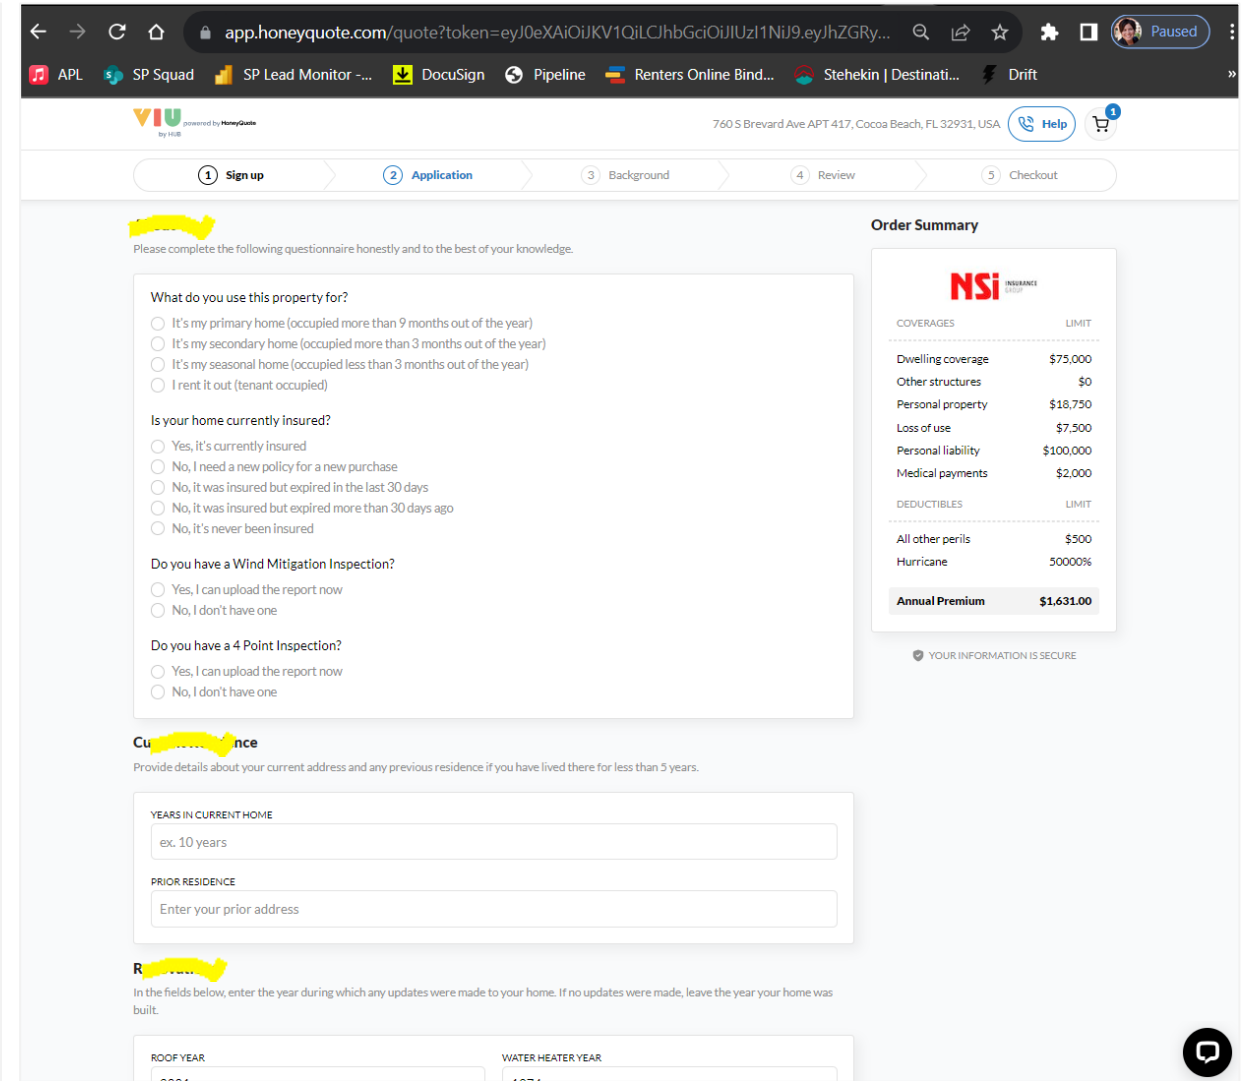 app.honeyquote.com/quote?token=eyJ0eXAiOiJKV1QiLCJhbGciOiJIUzI1NiJ9.eyJhZGRy...
Paused
APL
SP Squad
SP Lead Monitor -...
DocuSign
Pipeline
Renters Online Bind...
Stehekin | Destinati...
Drift
»
VIU
by HUB
powered by HoneyQuote
760 S Brevard Ave APT 417, Cocoa Beach, FL 32931, USA
Help
1
1 Sign up
2 Application
3 Background
4 Review
5 Checkout
Please complete the following questionnaire honestly and to the best of your knowledge.
What do you use this property for?
It's my primary home (occupied more than 9 months out of the year)
It's my secondary home (occupied more than 3 months out of the year)
It's my seasonal home (occupied less than 3 months out of the year)
I rent it out (tenant occupied)
Is your home currently insured?
Yes, it's currently insured
No, I need a new policy for a new purchase
No, it was insured but expired in the last 30 days
No, it was insured but expired more than 30 days ago
No, it's never been insured
Do you have a Wind Mitigation Inspection?
Yes, I can upload the report now
No, I don't have one
Do you have a 4 Point Inspection?
Yes, I can upload the report now
No, I don't have one
Provide details about your current address and any previous residence if you have lived there for less than 5 years.
YEARS IN CURRENT HOME
ex. 10 years
PRIOR RESIDENCE
Enter your prior address
In the fields below, enter the year during which any updates were made to your home. If no updates were made, leave the year your home was
built.
ROOF YEAR
WATER HEATER YEAR
Order Summary
NSi INSURANCE
GROUP
COVERAGES LIMIT
Dwelling coverage $75,000
Other structures $0
Personal property $18,750
Loss of use $7,500
Personal liability $100,000
Medical payments $2,000
DEDUCTIBLES LIMIT
All other perils $500
Hurricane 50000%
Annual Premium $1,631.00
YOUR INFORMATION IS SECURE